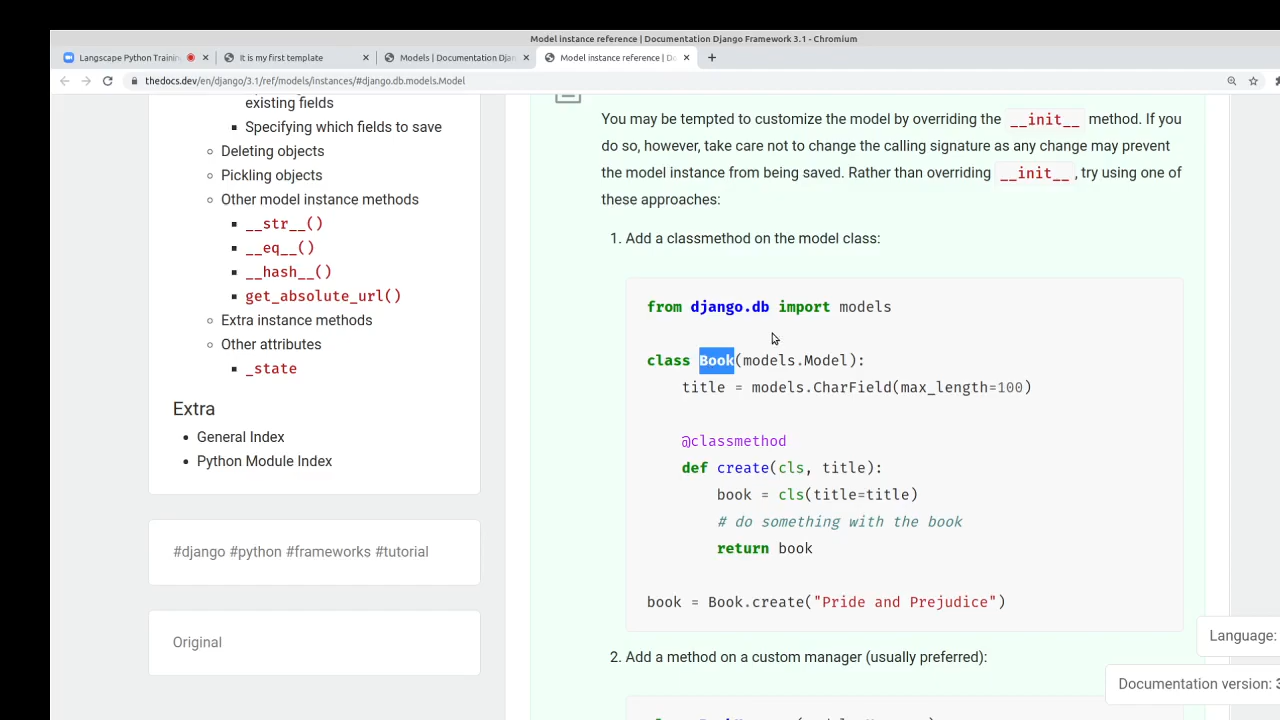 Model instance reference | Documentation Django Framework 3.1 - Chromium
Langscape Python Trainin
It is my first template
Models | Documentation Djan
Model instance reference | Do
thedocs.dev/en/django/3.1/ref/models/instances/#django.db.models.Model
existing fields
Specifying which fields to save
Deleting objects
Pickling objects
Other model instance methods
__str__()
__eq__()
__hash__()
get_absolute_url()
Extra instance methods
Other attributes
_state
Extra
General Index
Python Module Index
#django #python #frameworks #tutorial
Original
You may be tempted to customize the model by overriding the __init__ method. If you
do so, however, take care not to change the calling signature as any change may prevent
the model instance from being saved. Rather than overriding __init__, try using one of
these approaches:
1. Add a classmethod on the model class:
from django.db import models
class Book(models.Model):
title = models.CharField(max_length=100)
@classmethod
def create(cls, title):
book = cls(title=title)
# do something with the book
return book
book = Book.create("Pride and Prejudice")
2. Add a method on a custom manager (usually preferred):
Language:
Documentation version: 3